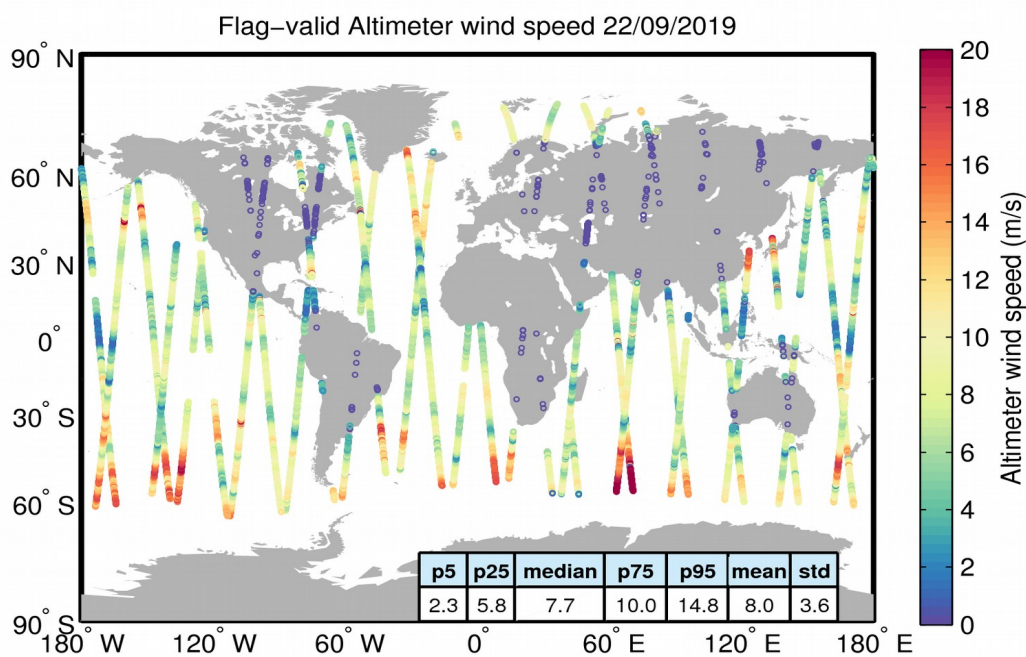 Flag−valid Altimeter wind speed 22/09/2019
90° N
60° N
30° N
0°
30° S
60° S
90° S
180° W
120° W
60° W
0°
60° E
120° E
180° E
p5 p25 median p75 p95 mean std
2.3 5.8 7.7 10.0 14.8 8.0 3.6
20
18
16
14
12
10
8
6
4
2
0
Altimeter wind speed (m/s)